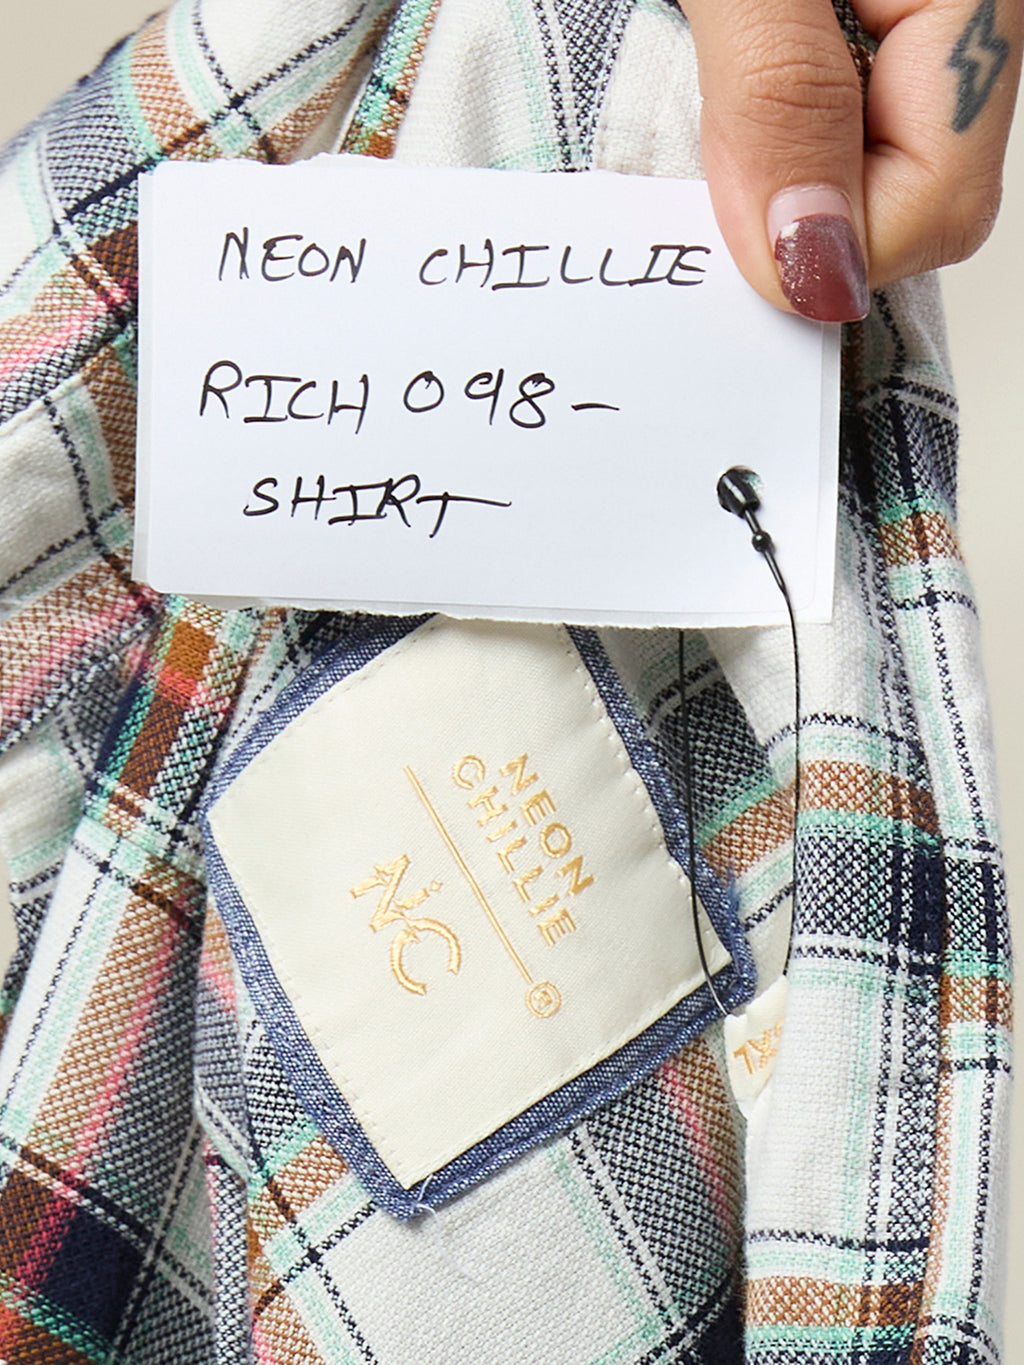 NEON CHILLIE
RICH 098-
SHIRT
NEON
CHILLIE
®
NC